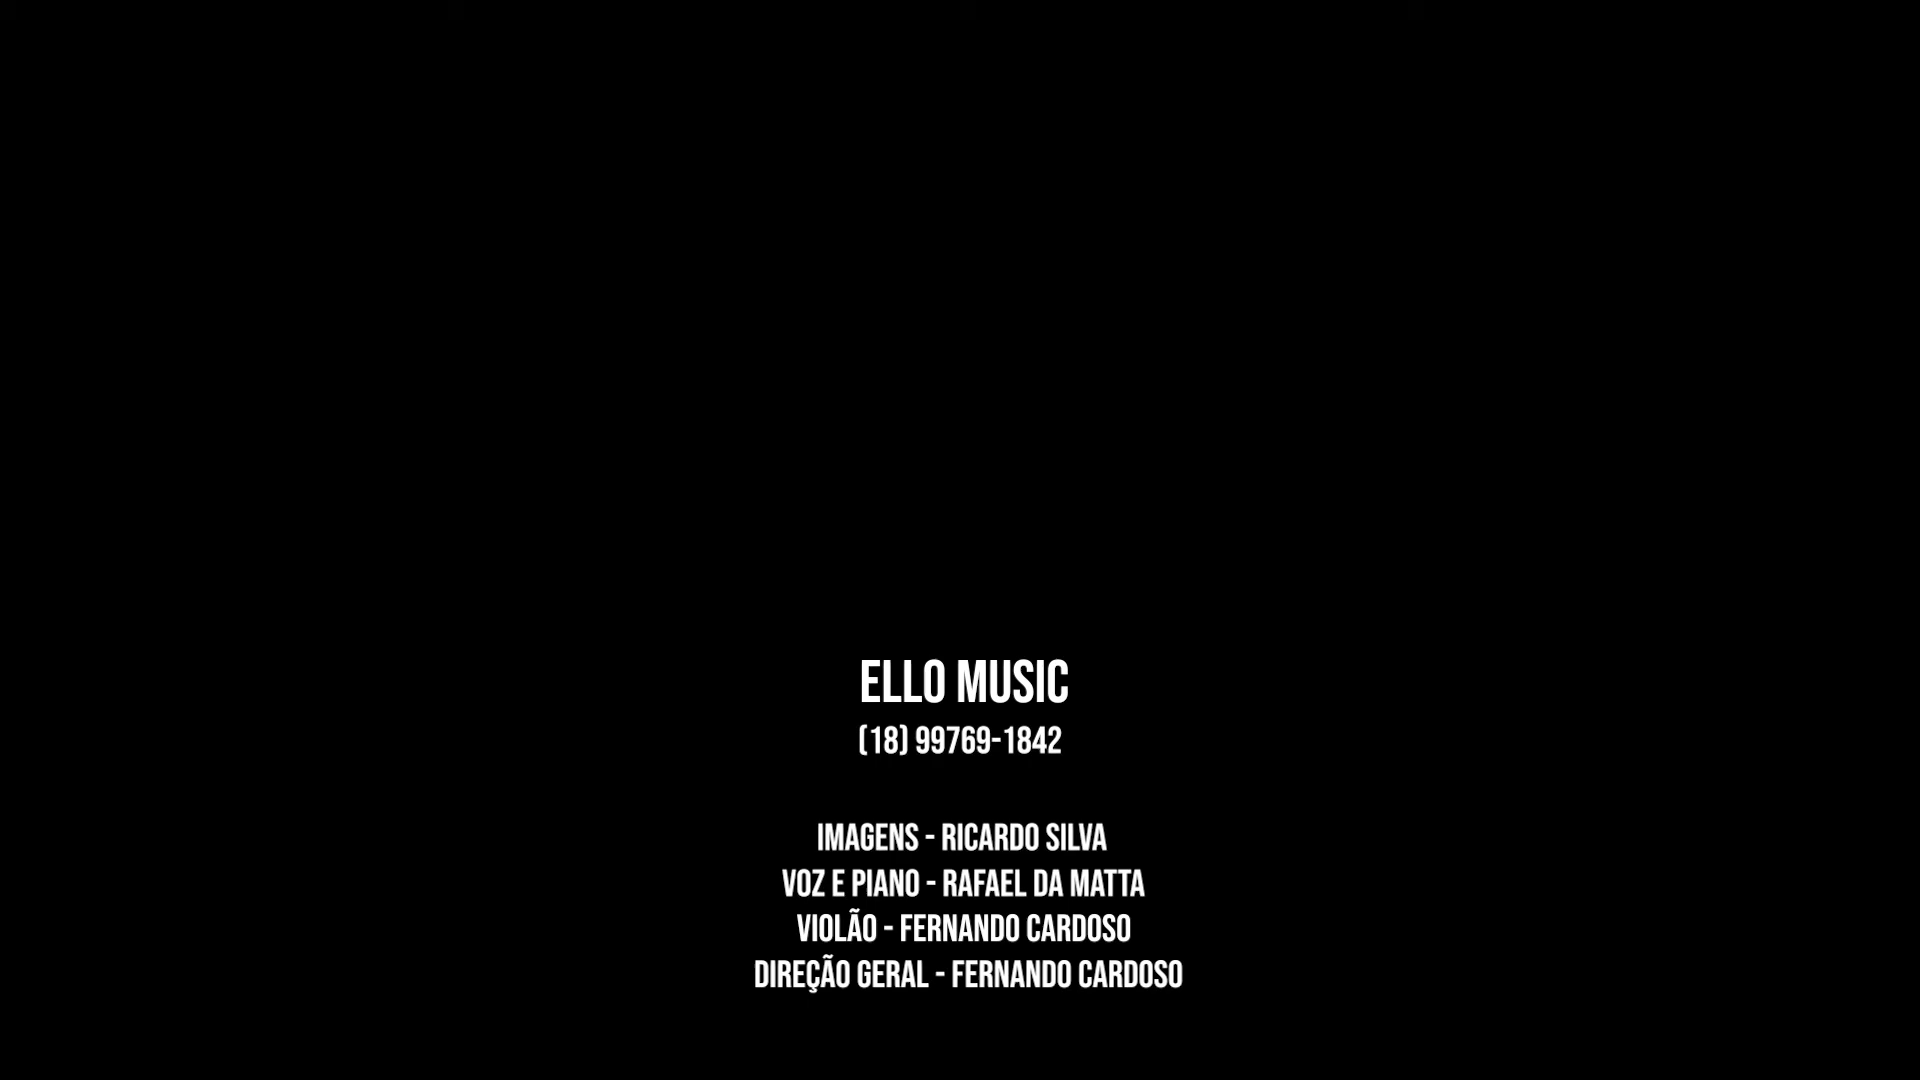 ELLO MUSIC
(18) 99769-1842
IMAGENS - RICARDO SILVA
VOZ E PIANO - RAFAEL DA MATTA
VIOLÃO - FERNANDO CARDOSO
DIREÇÃO GERAL - FERNANDO CARDOSO